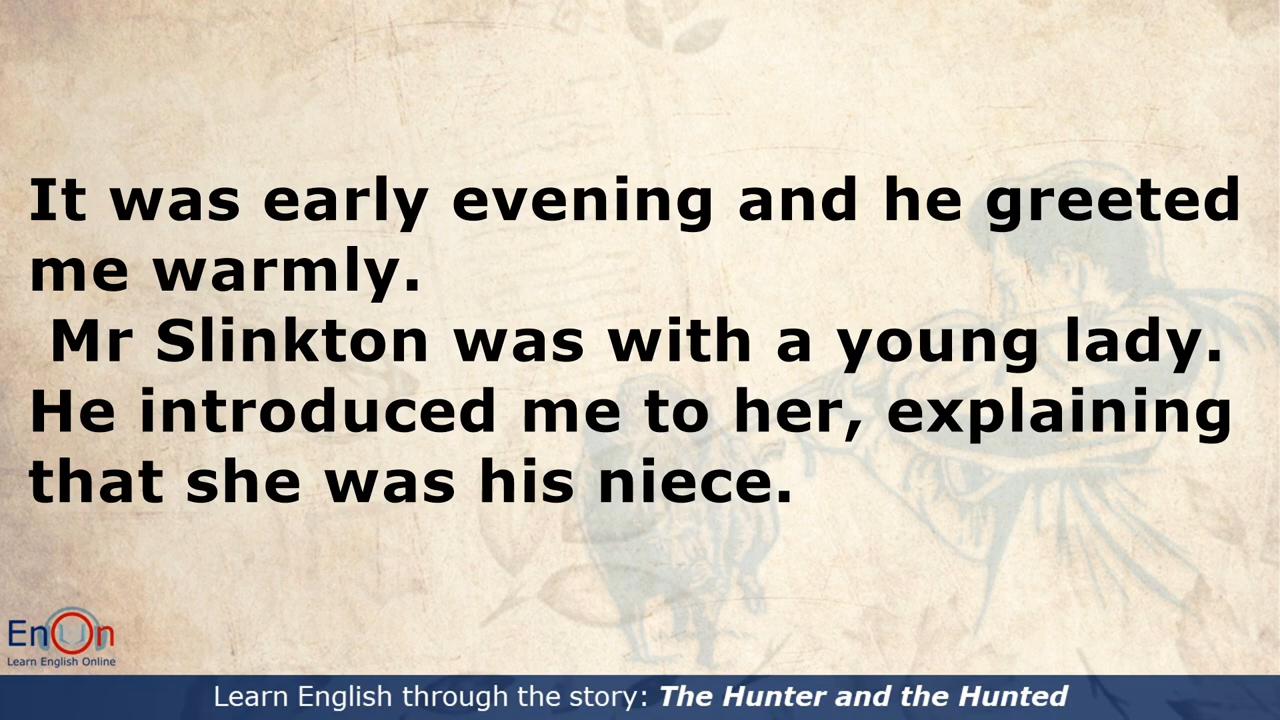 It was early evening and he greeted
me warmly.
Mr Slinkton was with a young lady.
He introduced me to her, explaining
that she was his niece.
EnOn
Learn English Online
Learn English through the story: The Hunter and the Hunted